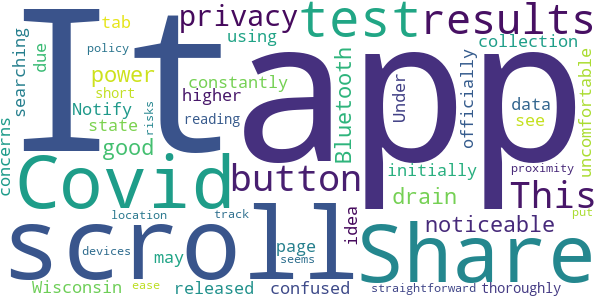 It app
Covid test results
scroll Share
button This
privacy tab using
collection searching due
policy
power short
constantly
Notify higher
state risks reading
good
Bluetooth Under officially
data see uncomfortable
concerns
initially proximity
drain
noticeable
idea put
location track
page seems
may
devices
Wisconsin ease released confused
straightforward thoroughly